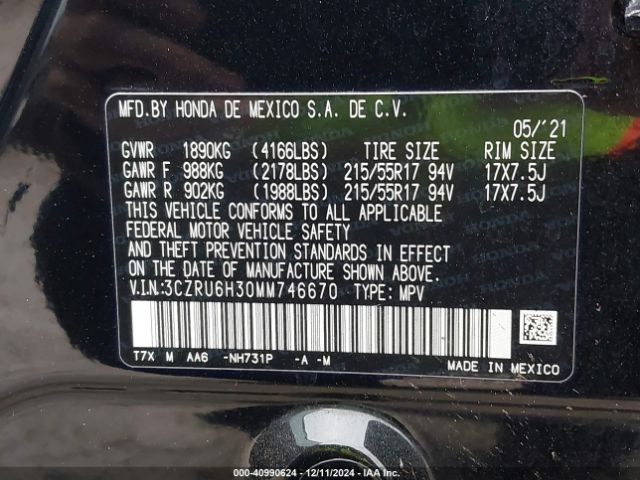 MFD.BY HONDA DE MEXICO S.A. DE C.V.
05/'21
GVWR 1890KG (4166LBS) TIRE SIZE RIM SIZE
GAWR F 988KG (2178LBS) 215/55R17 94V 17X7.5J
GAWR R 902KG (1988LBS) 215/55R17 94V 17X7.5J
THIS VEHICLE CONFORMS TO ALL APPLICABLE
FEDERAL MOTOR VEHICLE SAFETY
AND THEFT PREVENTION STANDARDS IN EFFECT
ON THE DATE OF MANUFACTURE SHOWN ABOVE.
V.IN.:3CZRU6H30MM746670 TYPE: MPV
T7X M AA6 -NH731P -A -M
MADE IN MEXICO
000-40990624 - 12/11/2024 - IAA Inc.